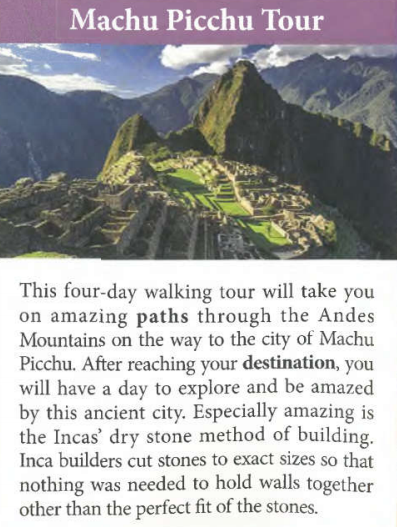 Machu Picchu Tour
This four-day walking tour will take you
on amazing paths through the Andes
Mountains on the way to the city of Machu
Picchu. After reaching your destination, you
will have a day to explore and be amazed
by this ancient city. Especially amazing is
the Incas' dry stone method of building.
Inca builders cut stones to exact sizes so that
nothing was needed to hold walls together
other than the perfect fit of the stones.